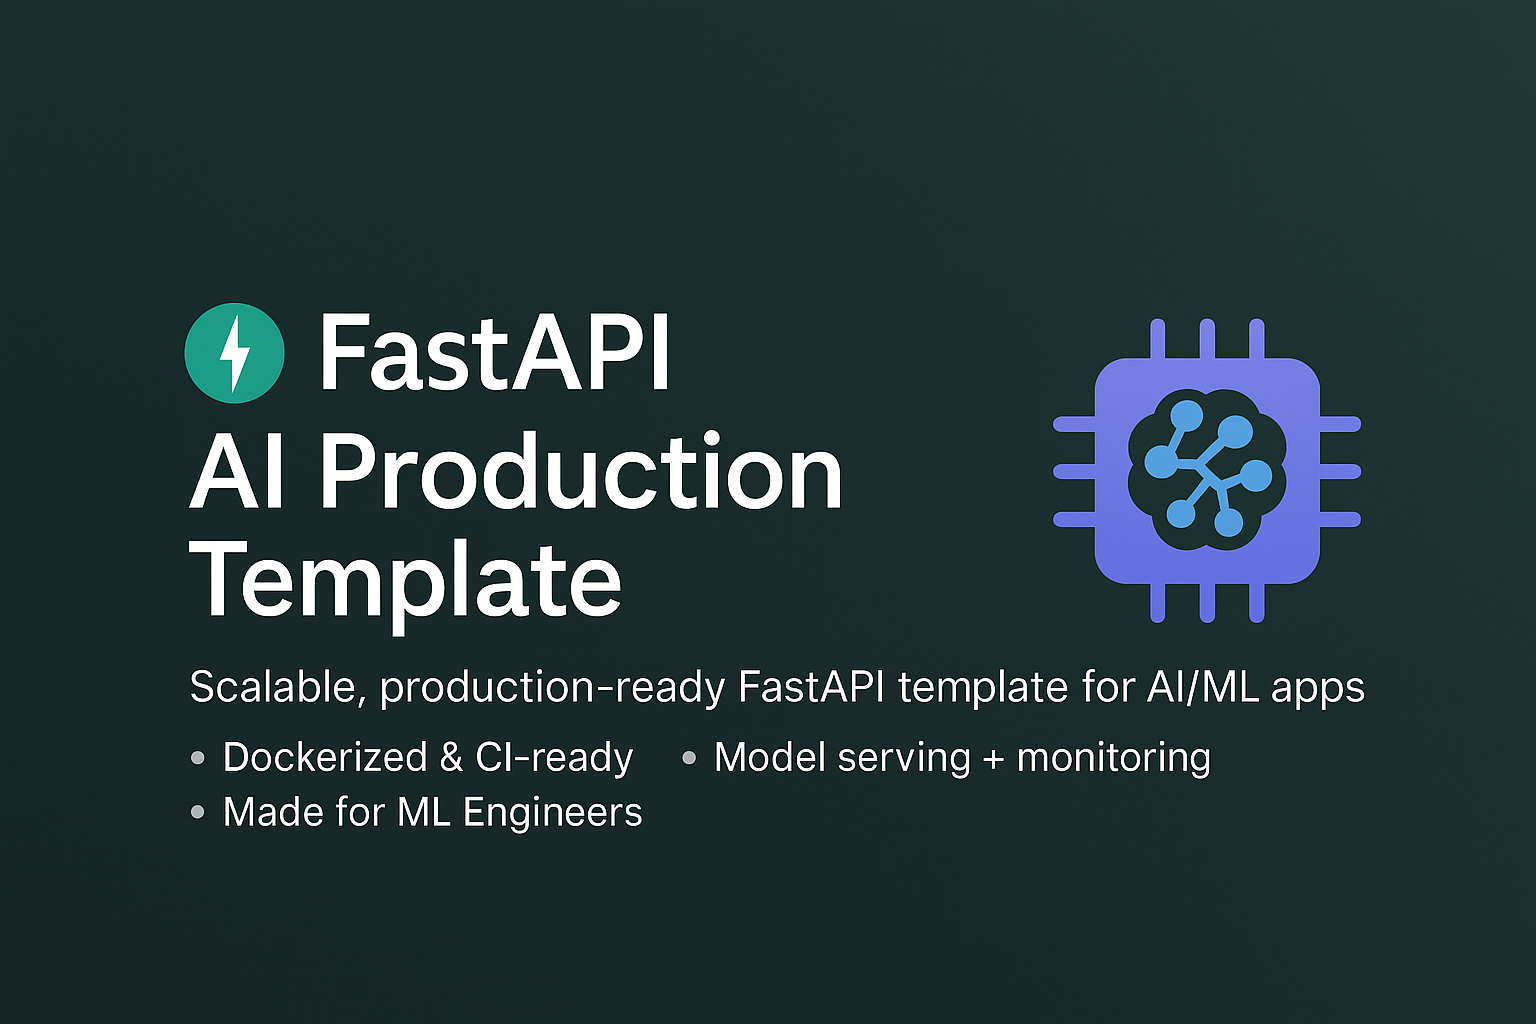 FastAPI
AI Production
Template
Scalable, production-ready FastAPI template for AI/ML apps
• Dockerized & CI-ready • Model serving + monitoring
• Made for ML Engineers